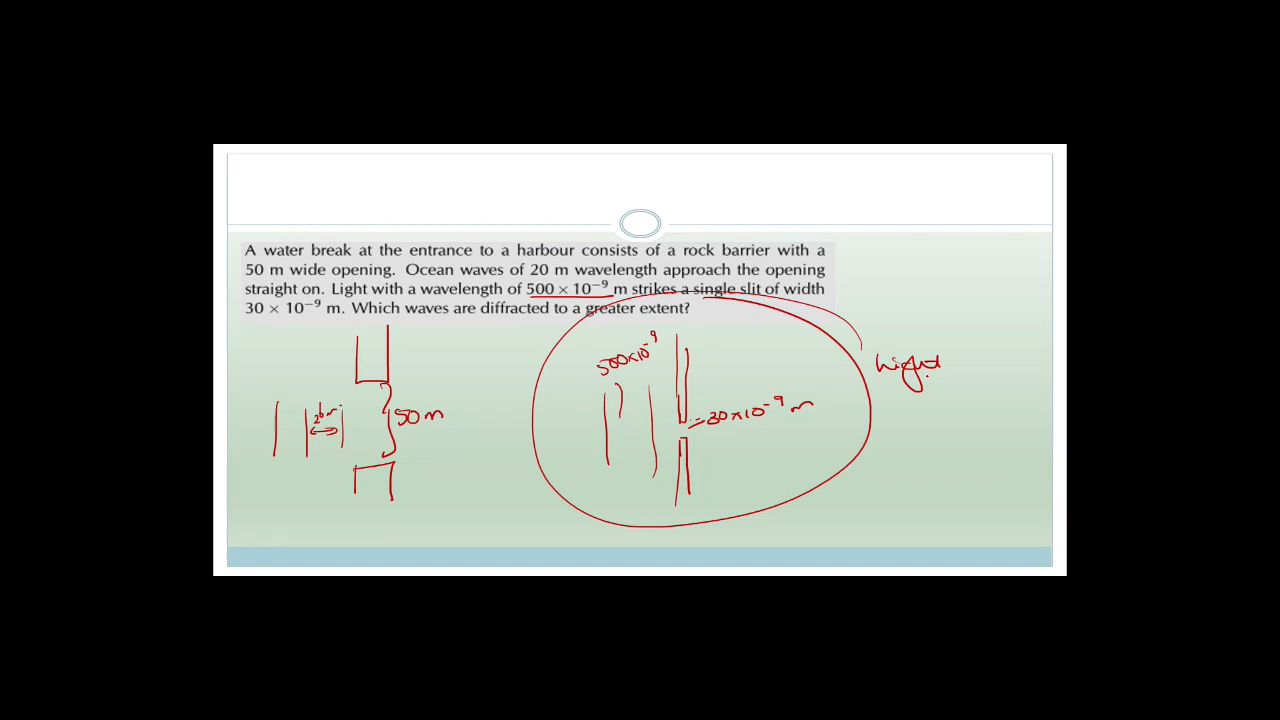 A water break at the entrance to a harbour consists of a rock barrier with a
50 m wide opening. Ocean waves of 20 m wavelength approach the opening
straight on. Light with a wavelength of 500 × 10⁻⁹ m strikes a single slit of width
30 × 10⁻⁹ m. Which waves are diffracted to a greater extent?
500×10⁻⁹
light
20m
50m
30×10⁻⁹ m